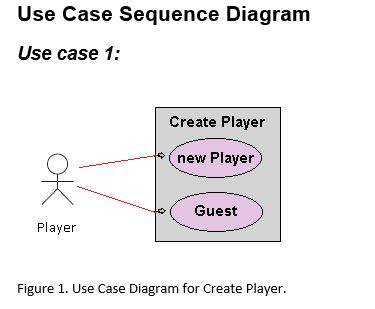 Use Case Sequence Diagram
Use case 1:
Create Player
new Player
Guest
Player
Figure 1. Use Case Diagram for Create Player.